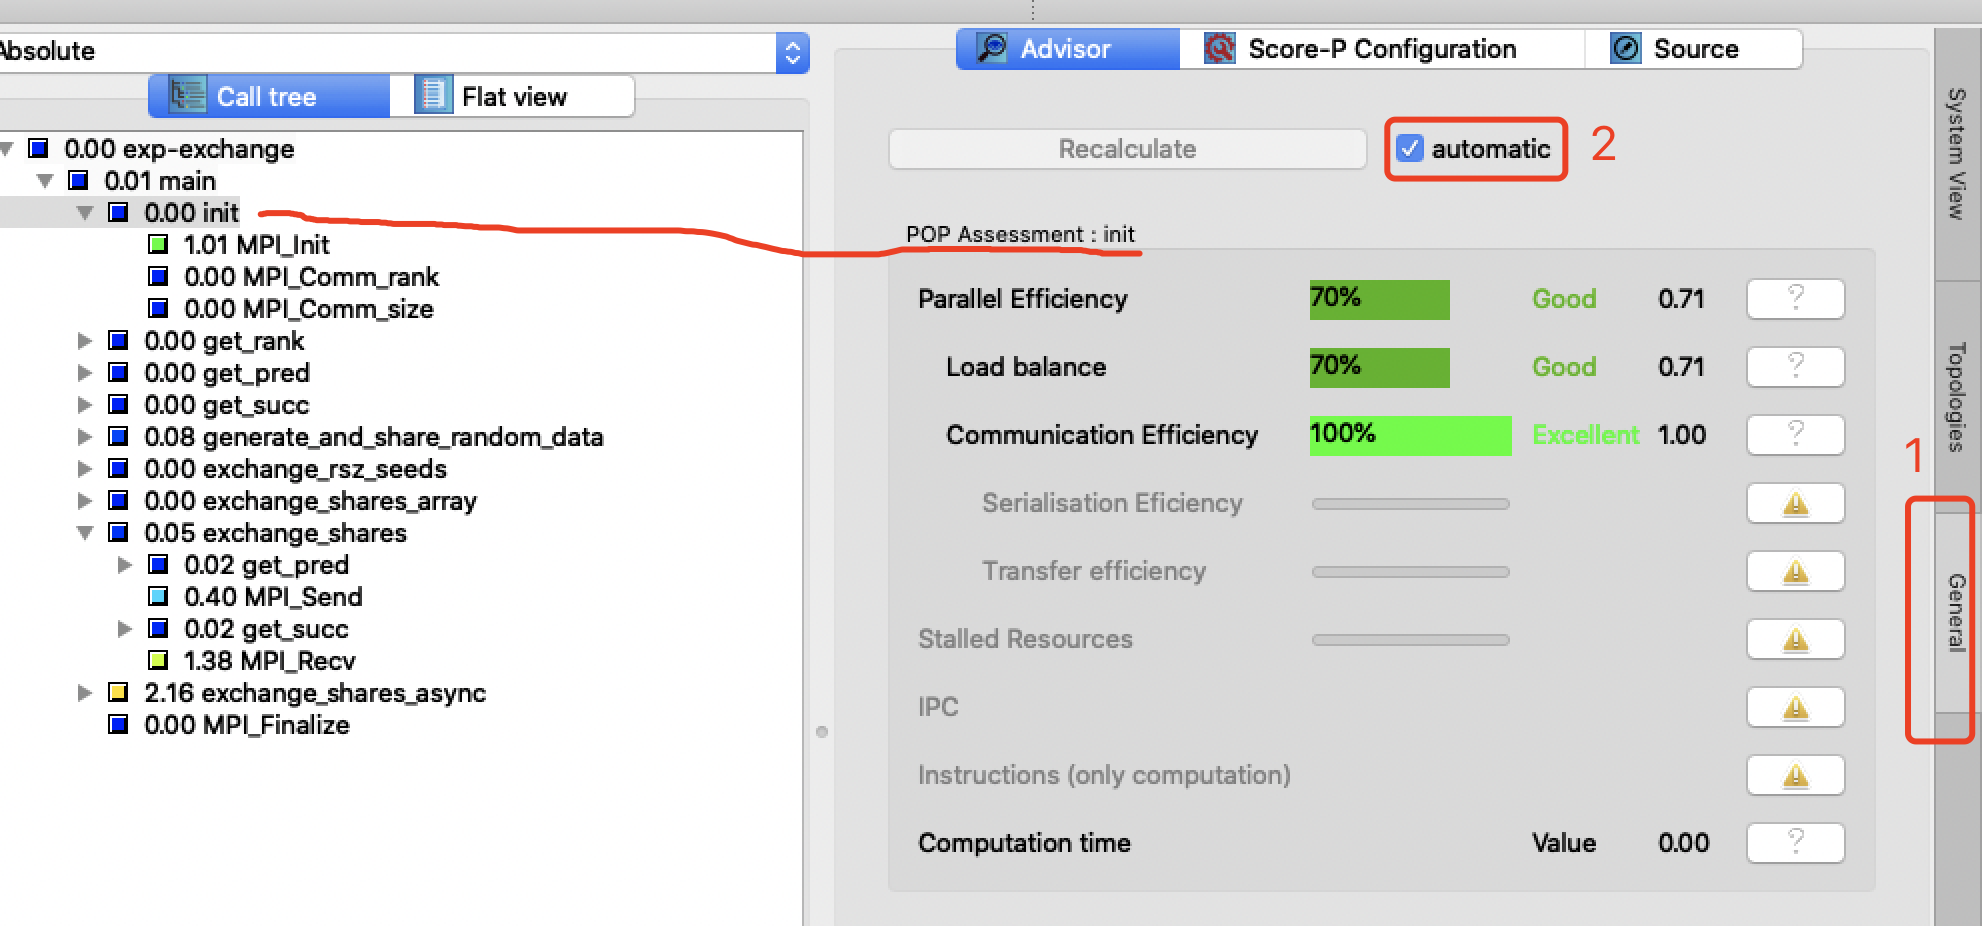 Absolute
Call tree
Flat view
0.00 exp-exchange
0.01 main
0.00 init
1.01 MPI_Init
0.00 MPI_Comm_rank
0.00 MPI_Comm_size
0.00 get_rank
0.00 get_pred
0.00 get_succ
0.08 generate_and_share_random_data
0.00 exchange_rsz_seeds
0.00 exchange_shares_array
0.05 exchange_shares
0.02 get_pred
0.40 MPI_Send
0.02 get_succ
1.38 MPI_Recv
2.16 exchange_shares_async
0.00 MPI_Finalize
Advisor
Score-P Configuration
Source
Recalculate
automatic
2
POP Assessment : init
Parallel Efficiency 70% Good 0.71 ?
Load balance 70% Good 0.71 ?
Communication Efficiency 100% Excellent 1.00 ?
Serialisation Eficiency
Transfer efficiency
Stalled Resources
IPC
Instructions (only computation)
Computation time Value 0.00 ?
System View
Topologies
1
General